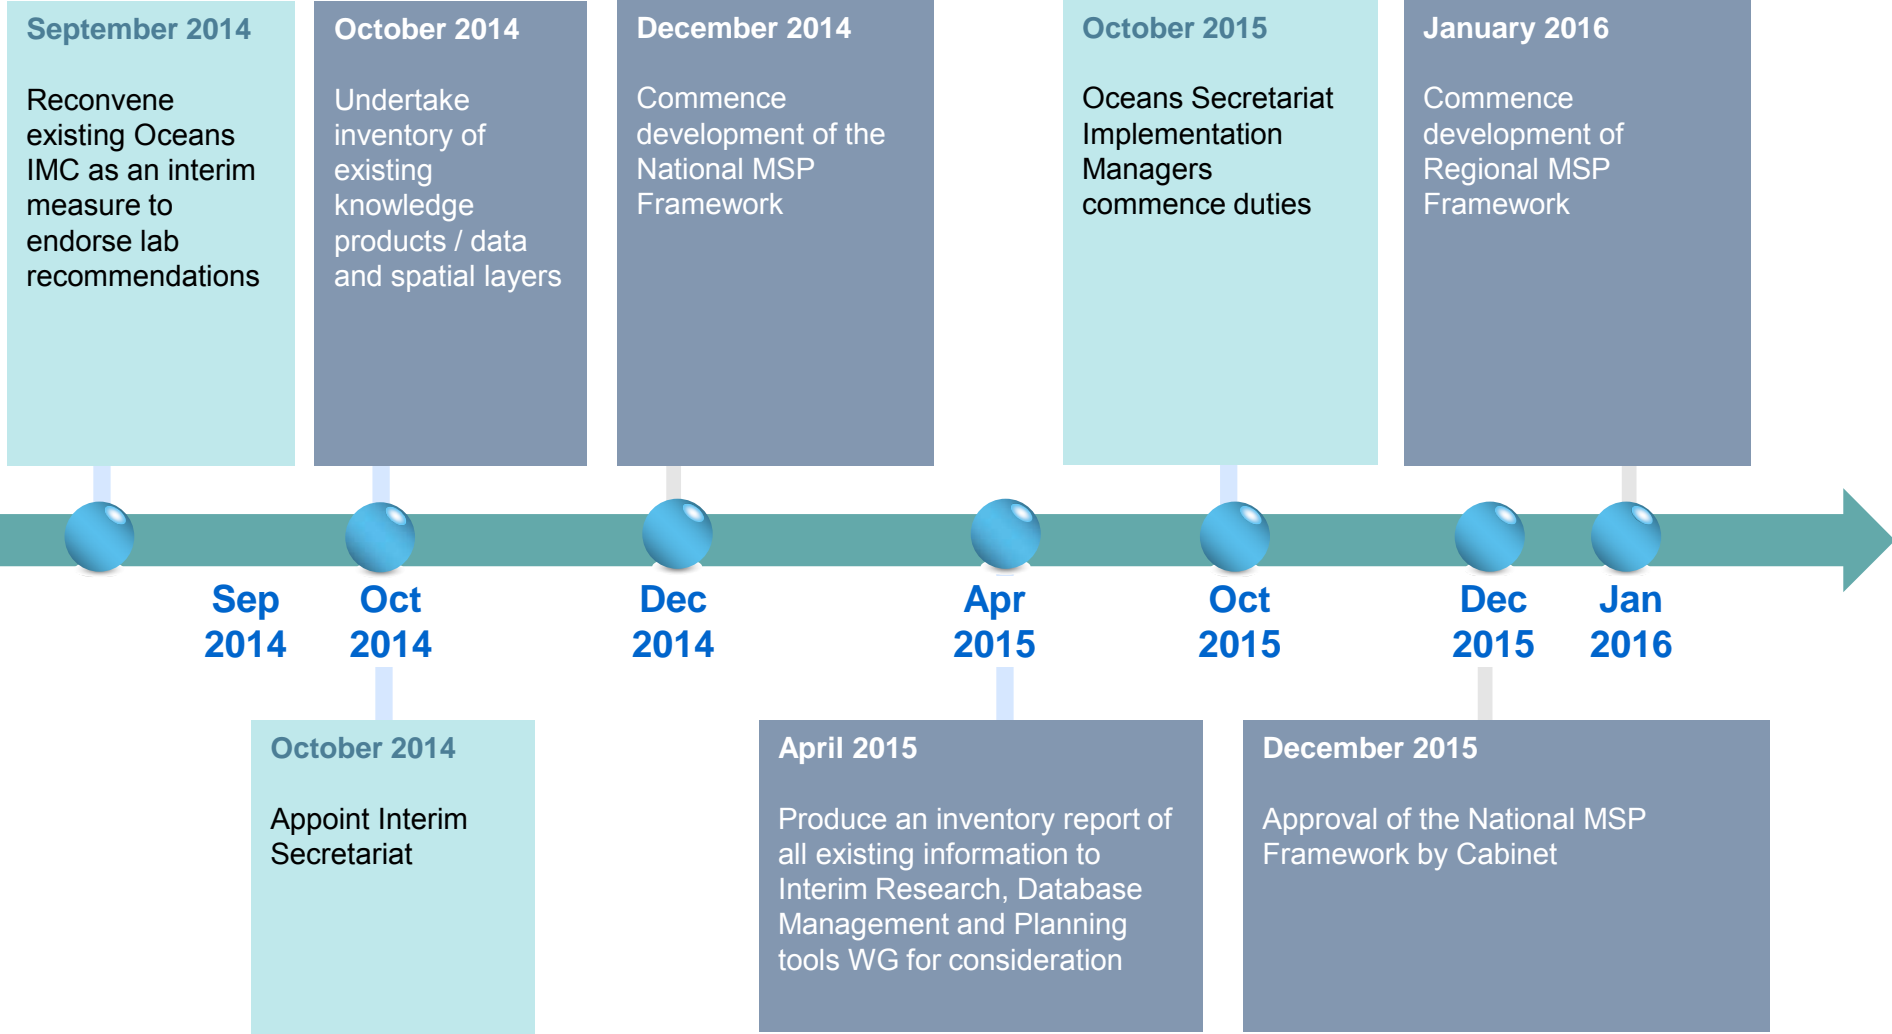 September 2014
Reconvene
existing Oceans
IMC as an interim
measure to
endorse lab
recommendations
October 2014
Undertake
inventory of
existing
knowledge
products / data
and spatial layers
December 2014
Commence
development of the
National MSP
Framework
October 2015
Oceans Secretariat
Implementation
Managers
commence duties
January 2016
Commence
development of
Regional MSP
Framework
Sep
2014
Oct
2014
Dec
2014
Apr
2015
Oct
2015
Dec
2015
Jan
2016
October 2014
Appoint Interim
Secretariat
April 2015
Produce an inventory report of
all existing information to
Interim Research, Database
Management and Planning
tools WG for consideration
December 2015
Approval of the National MSP
Framework by Cabinet